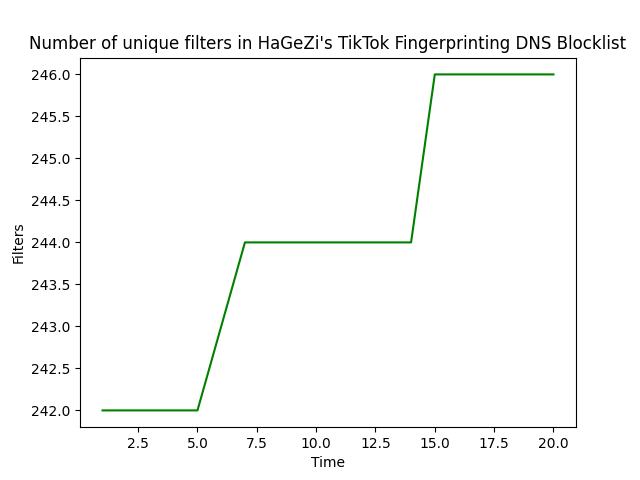 Number of unique filters in HaGeZi's TikTok Fingerprinting DNS Blocklist
246.0
245.5
245.0
244.5
244.0
243.5
243.0
242.5
242.0
Filters
2.5 5.0 7.5 10.0 12.5 15.0 17.5 20.0
Time